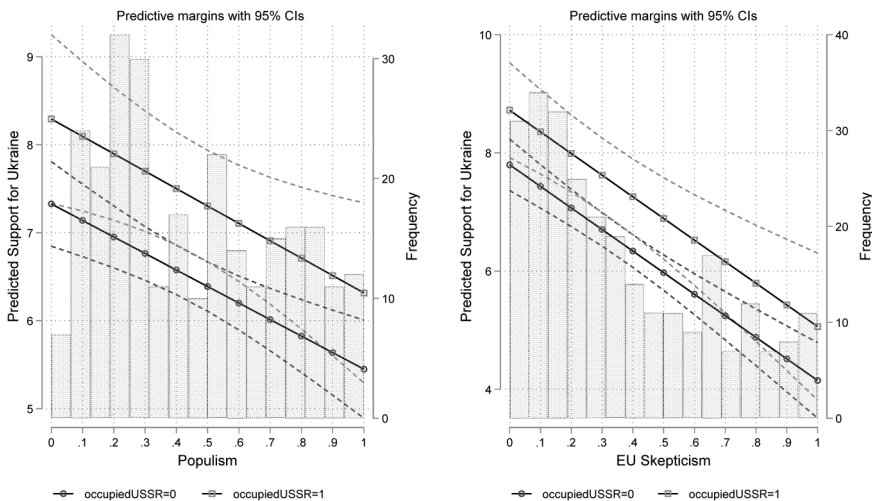 Predictive margins with 95% CIs
9
8
7
6
5
Predicted Support for Ukraine
30
20
10
0
Frequency
0 .1 .2 .3 .4 .5 .6 .7 .8 .9 1
Populism
occupiedUSSR=0 occupiedUSSR=1
Predictive margins with 95% CIs
10
8
6
4
Predicted Support for Ukraine
40
30
20
10
0
Frequency
0 .1 .2 .3 .4 .5 .6 .7 .8 .9 1
EU Skepticism
occupiedUSSR=0 occupiedUSSR=1